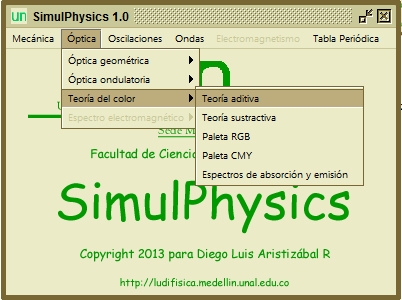 un SimulPhysics 1.0
Mecánica Óptica Oscilaciones Ondas Electromagnetismo Tabla Periódica
Óptica geométrica
Óptica ondulatoria
Teoría del color
Espectro electromagnético
Teoría aditiva
Teoría sustractiva
Paleta RGB
Paleta CMY
Espectros de absorción y emisión
Sede
Facultad de Cienci
SimulPhysics
Copyright 2013 para Diego Luis Aristizábal R
http://ludifisica.medellin.unal.edu.co